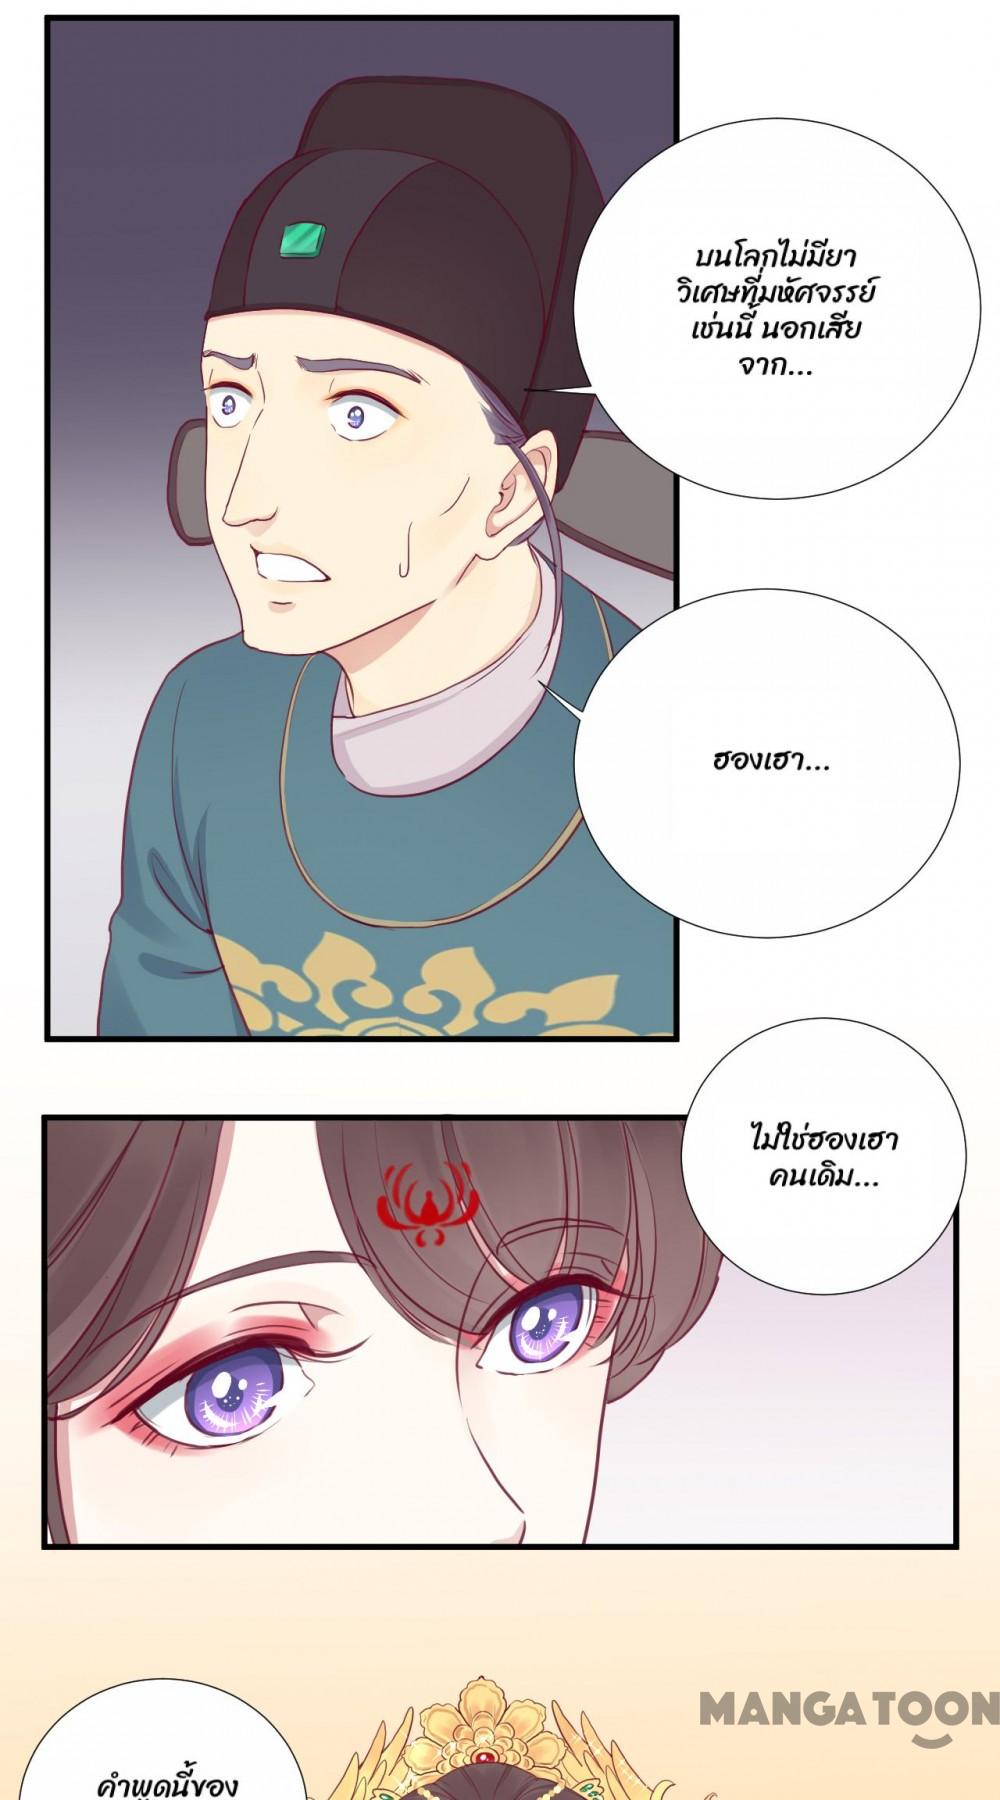 บนโลกไม่มียา
วิเศษที่มหัศจรรย์
เช่นนี้ นอกเสีย
จาก...
ฮองเฮา...
ไม่ใช่ฮองเฮา
คนเดิม...
MANGATOON
คำพูดนี้ของ